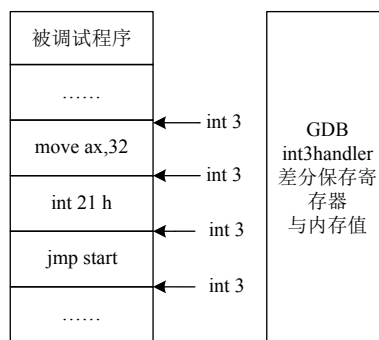 被调试程序
……
int 3
move ax,32
int 3
int 21 h
int 3
jmp start
int 3
……
GDB
int3handler
差分保存寄
存器
与内存值